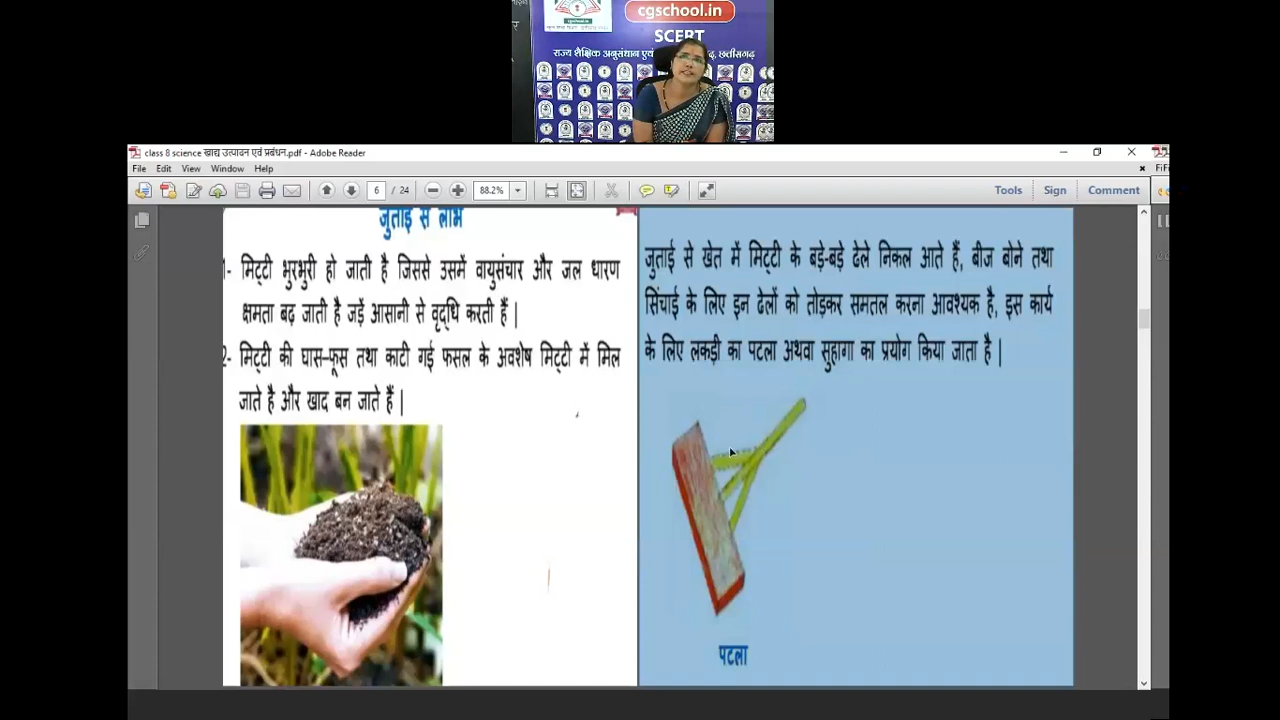 cgschool.in
SCERT
राज्य शैक्षिक अनुसंधान एवं
छत्तीसगढ़
class 8 science खाद्य उत्पादन एवं प्रबंधन.pdf - Adobe Reader
File Edit View Window Help
6 / 24 88.2% Tools Sign Comment
जुताई से लाभ
1- मिट्टी भुरभुरी हो जाती है जिससे उसमें वायुसंचार और जल धारण
क्षमता बढ़ जाती है जड़ें आसानी से वृद्धि करती हैं |
2- मिट्टी की घास-फूस तथा काटी गई फसल के अवशेष मिट्टी में मिल
जाते है और खाद बन जाते हैं |
जुताई से खेत में मिट्टी के बड़े-बड़े ढेले निकल आते हैं, बीज बोने तथा
सिंचाई के लिए इन ढेलों को तोड़कर समतल करना आवश्यक है, इस कार्य
के लिए लकड़ी का पटला अथवा सुहागा का प्रयोग किया जाता है |
पटला